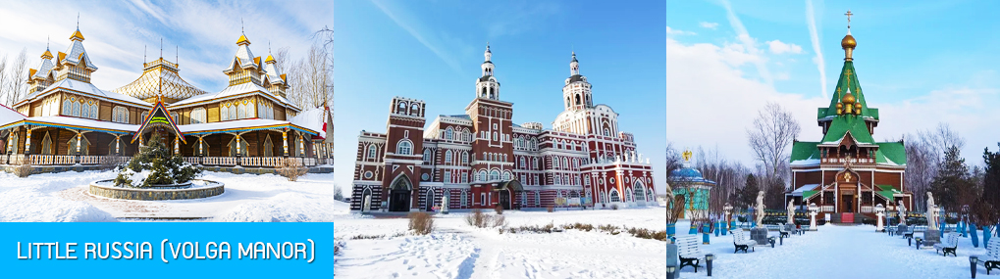 LITTLE RUSSIA (VOLGA MANOR)